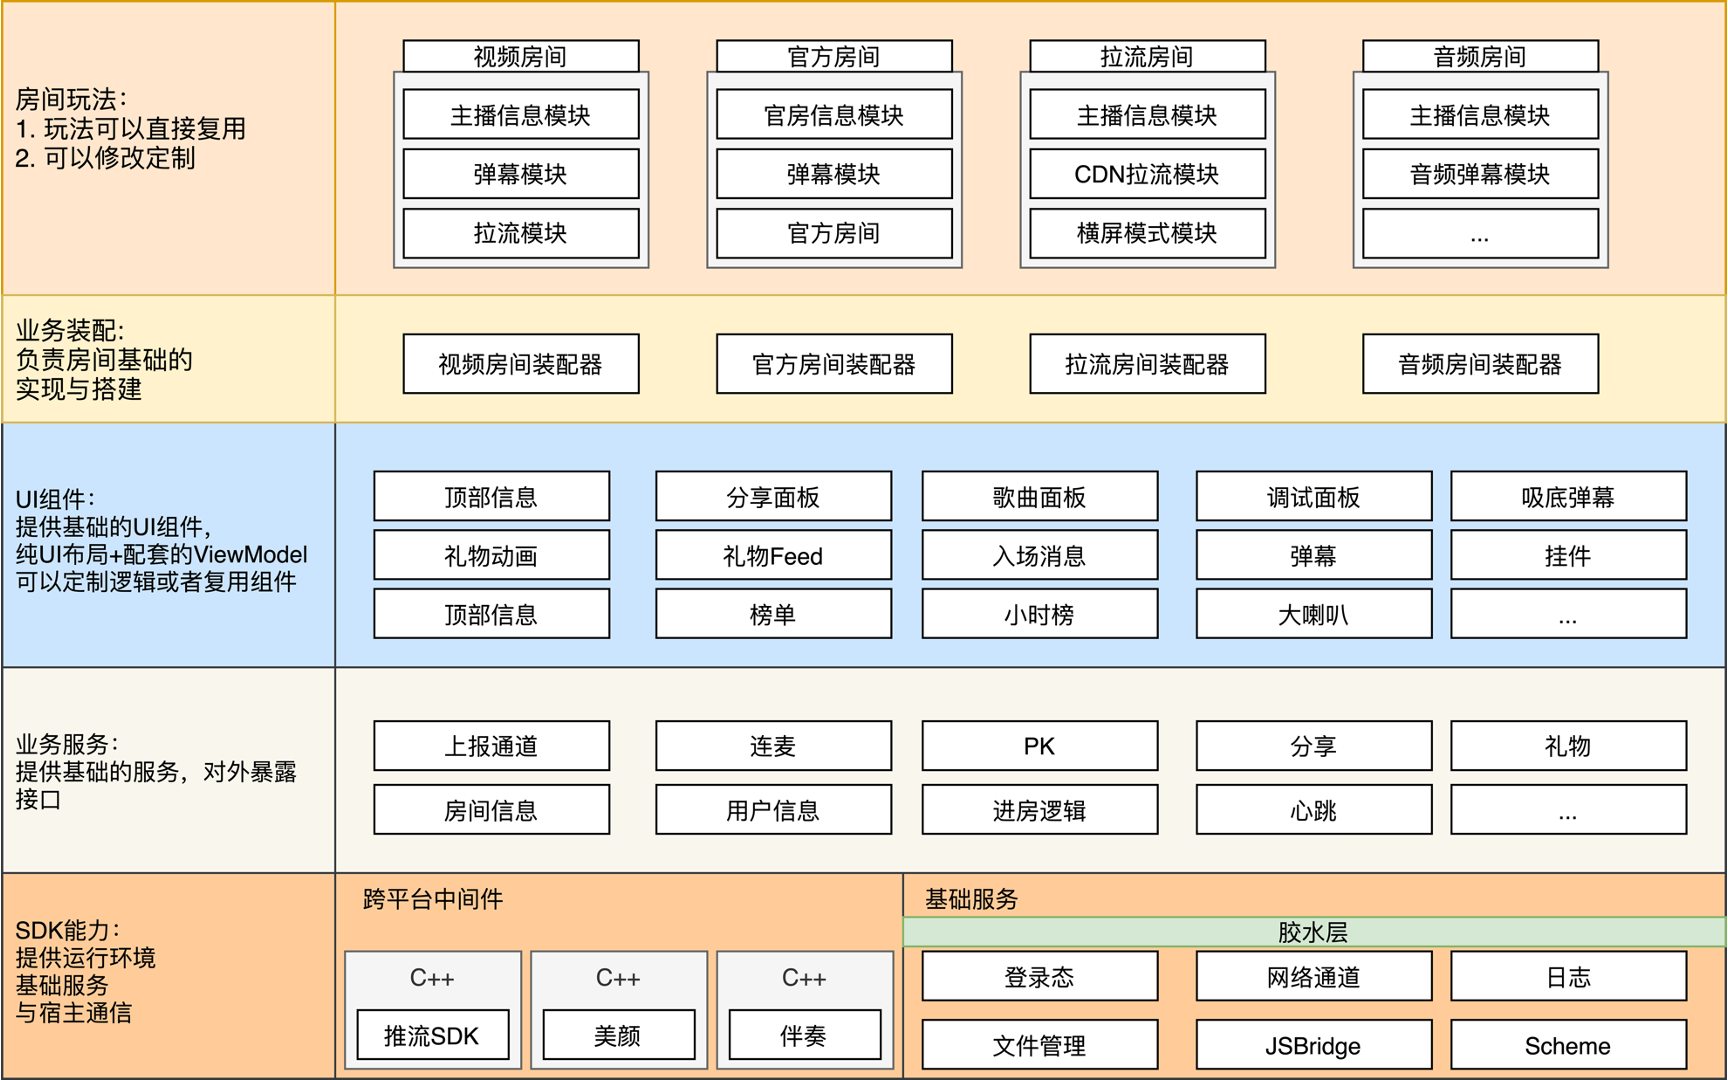 房间玩法：
1. 玩法可以直接复用
2. 可以修改定制
视频房间
主播信息模块
弹幕模块
拉流模块
官方房间
官房信息模块
弹幕模块
官方房间
拉流房间
主播信息模块
CDN拉流模块
横屏模式模块
音频房间
主播信息模块
音频弹幕模块
...
业务装配:
负责房间基础的
实现与搭建
视频房间装配器
官方房间装配器
拉流房间装配器
音频房间装配器
UI组件：
提供基础的UI组件，
纯UI布局+配套的ViewModel
可以定制逻辑或者复用组件
顶部信息
分享面板
歌曲面板
调试面板
吸底弹幕
礼物动画
礼物Feed
入场消息
弹幕
挂件
顶部信息
榜单
小时榜
大喇叭
...
业务服务：
提供基础的服务，对外暴露
接口
上报通道
连麦
PK
分享
礼物
房间信息
用户信息
进房逻辑
心跳
...
SDK能力：
提供运行环境
基础服务
与宿主通信
跨平台中间件
C++
推流SDK
C++
美颜
C++
伴奏
基础服务
胶水层
登录态
网络通道
日志
文件管理
JSBridge
Scheme